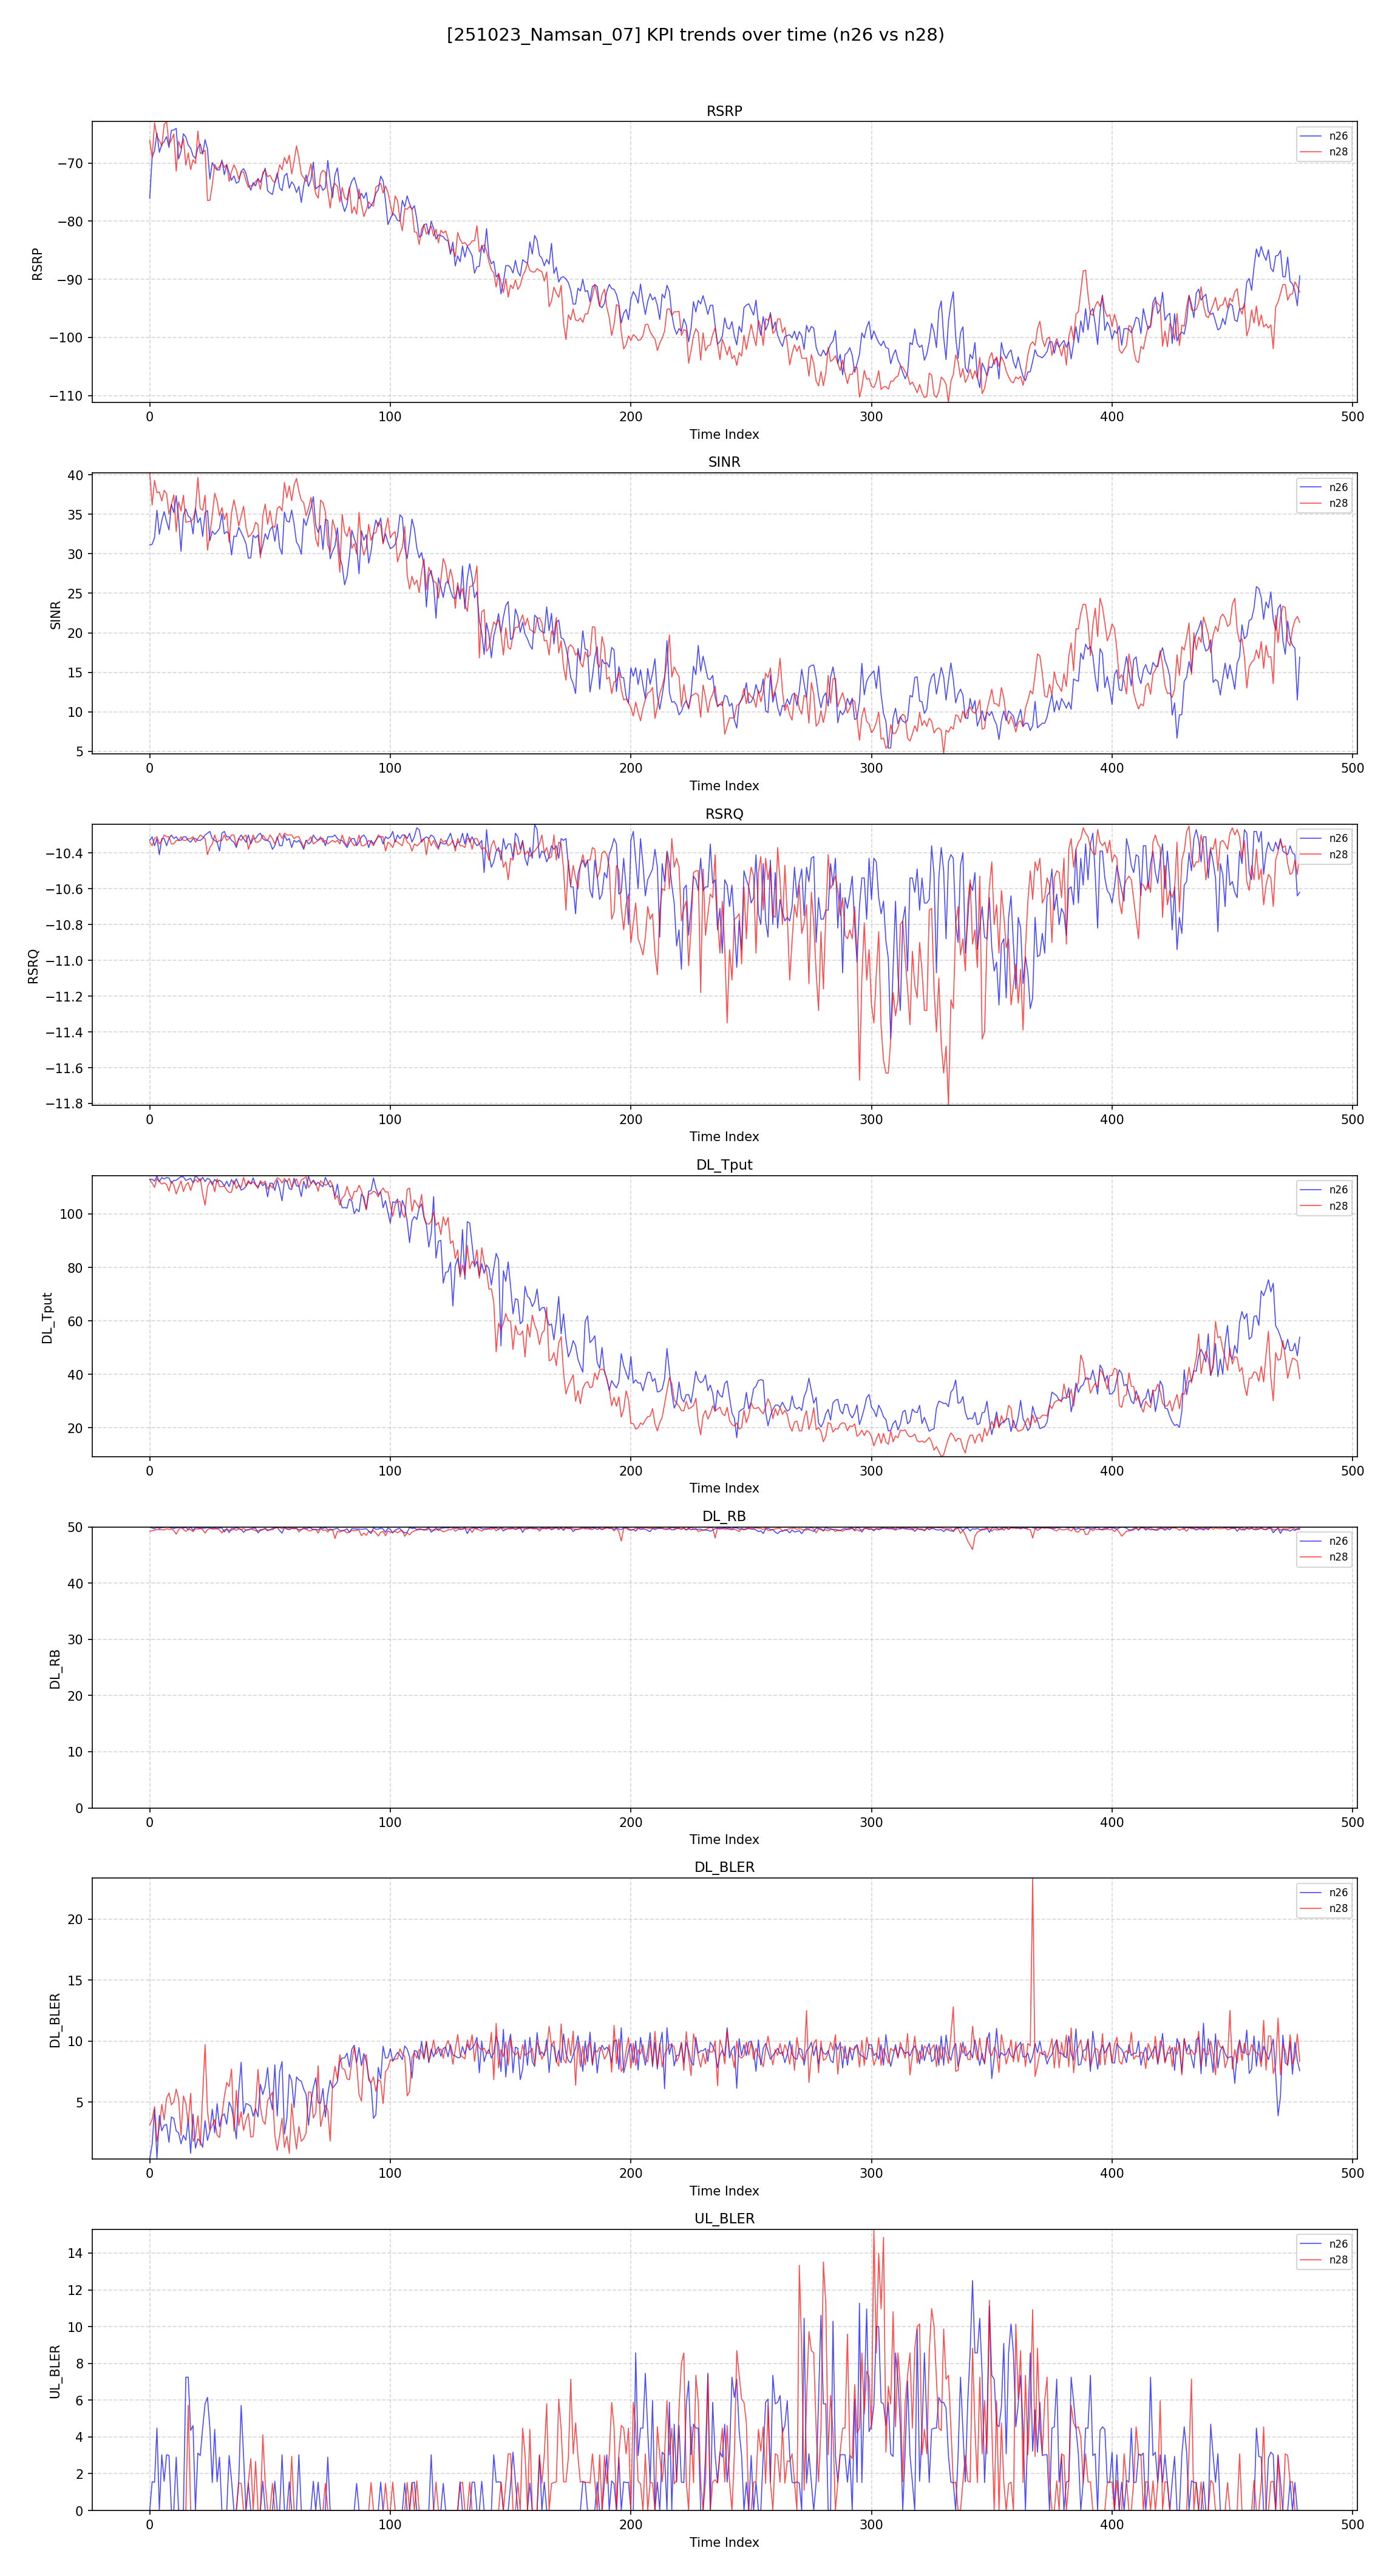 [251023_Namsan_07] KPI trends over time (n26 vs n28)
RSRP
n26
n28
RSRP
−70
−80
−90
−100
−110
0 100 200 300 400 500
Time Index
SINR
n26
n28
SINR
40
35
30
25
20
15
10
5
0 100 200 300 400 500
Time Index
RSRQ
n26
n28
RSRQ
−10.4
−10.6
−10.8
−11.0
−11.2
−11.4
−11.6
−11.8
0 100 200 300 400 500
Time Index
DL_Tput
n26
n28
DL_Tput
100
80
60
40
20
0 100 200 300 400 500
Time Index
DL_RB
n26
n28
DL_RB
50
40
30
20
10
0
0 100 200 300 400 500
Time Index
DL_BLER
n26
n28
DL_BLER
20
15
10
5
0 100 200 300 400 500
Time Index
UL_BLER
n26
n28
UL_BLER
14
12
10
8
6
4
2
0
0 100 200 300 400 500
Time Index